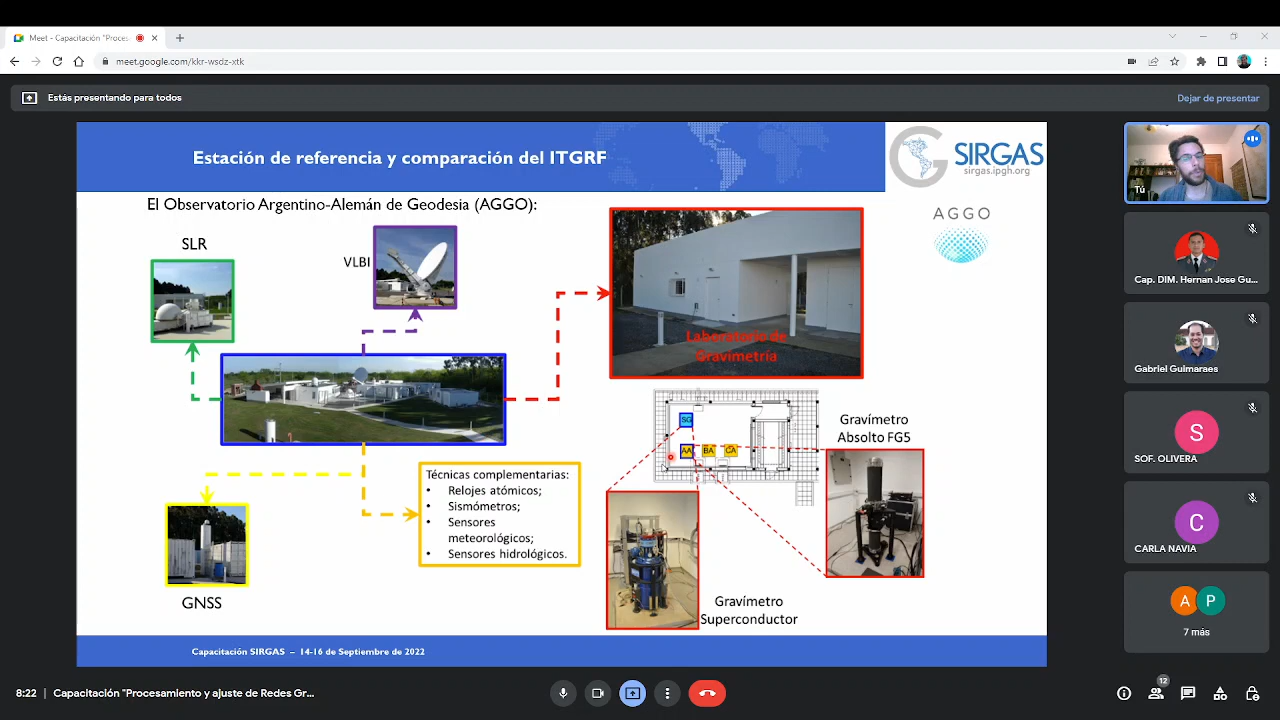 Meet - Capacitación "Proces
meet.google.com/kkr-wsdz-xtk
Estás presentando para todos
Dejar de presentar
Estación de referencia y comparación del ITGRF
SIRGAS
sirgas.ipgh.org
El Observatorio Argentino-Alemán de Geodesia (AGGO):
AGGO
SLR
VLBI
Laboratorio de
Gravimetría
SG
AA
BA
CA
Gravímetro
Absolto FG5
Técnicas complementarias:
• Relojes atómicos;
• Sismómetros;
• Sensores
meteorológicos;
• Sensores hidrológicos.
GNSS
Gravímetro
Superconductor
Capacitación SIRGAS – 14-16 de Septiembre de 2022
Tú
Cap. DIM. Hernan Jose Gu...
Gabriel Guimaraes
S
SOF. OLIVERA
C
CARLA NAVIA
A
P
7 más
8:22 | Capacitación "Procesamiento y ajuste de Redes Gr...
12